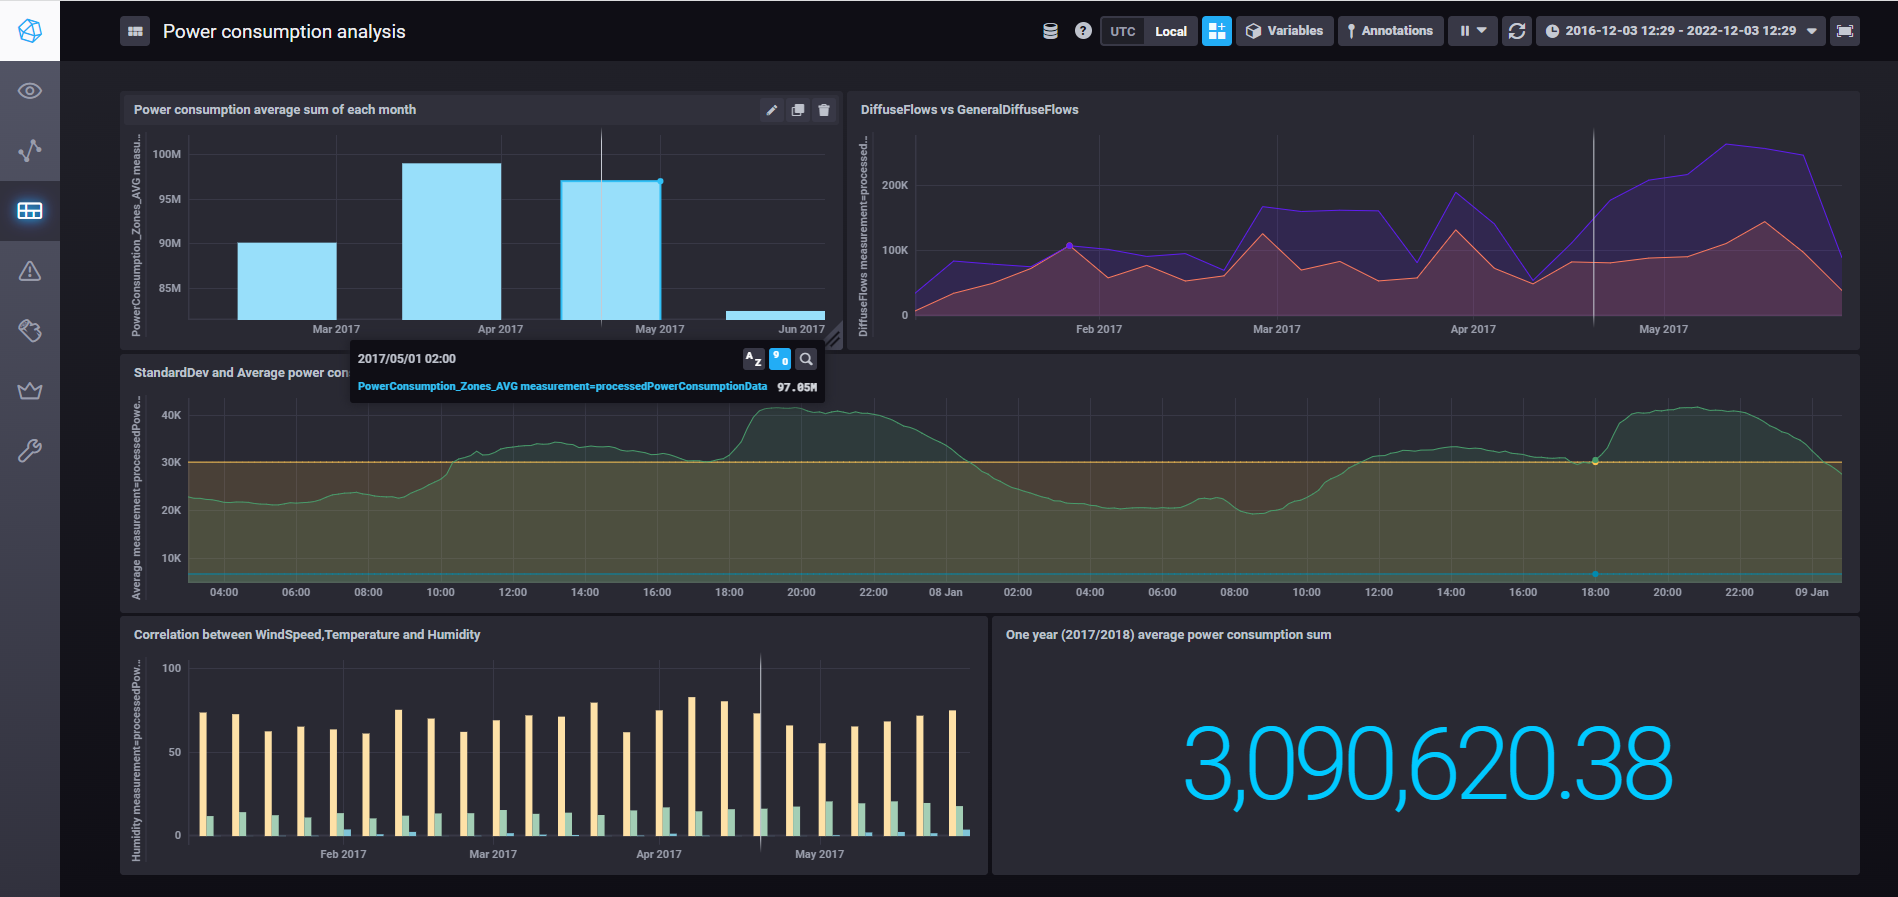 Power consumption analysis
UTC Local Variables Annotations 2016-12-03 12:29 - 2022-12-03 12:29
Power consumption average sum of each month
PowerConsumption_Zones_AVG measu...
100M
95M
90M
85M
Mar 2017 Apr 2017 May 2017 Jun 2017
DiffuseFlows vs GeneralDiffuseFlows
DiffuseFlows measurement=processed...
200K
100K
0
Feb 2017 Mar 2017 Apr 2017 May 2017
2017/05/01 02:00
PowerConsumption_Zones_AVG measurement=processedPowerConsumptionData 97.05M
StandardDev and Average power con
Average measurement=processedPowe...
40K
30K
20K
10K
04:00 06:00 08:00 10:00 12:00 14:00 16:00 18:00 20:00 22:00 08 Jan 02:00 04:00 06:00 08:00 10:00 12:00 14:00 16:00 18:00 20:00 22:00 09 Jan
Correlation between WindSpeed,Temperature and Humidity
Humidity measurement=processedPow...
100
50
0
Feb 2017 Mar 2017 Apr 2017 May 2017
One year (2017/2018) average power consumption sum
3,090,620.38